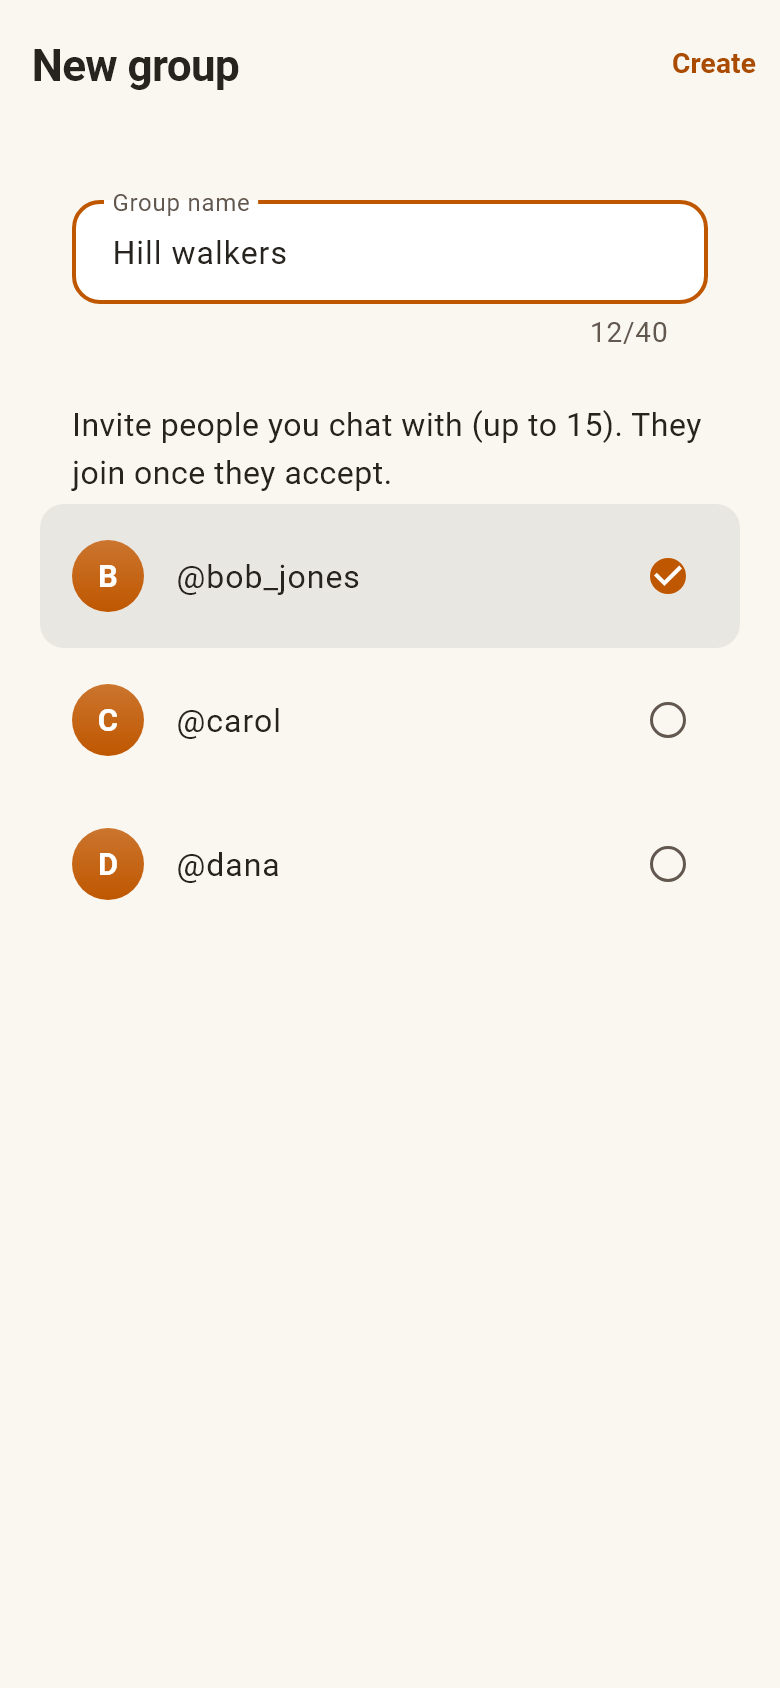 New group
Create
Group name
Hill walkers
12/40
Invite people you chat with (up to 15). They
join once they accept.
B
@bob_jones
C
@carol
D
@dana